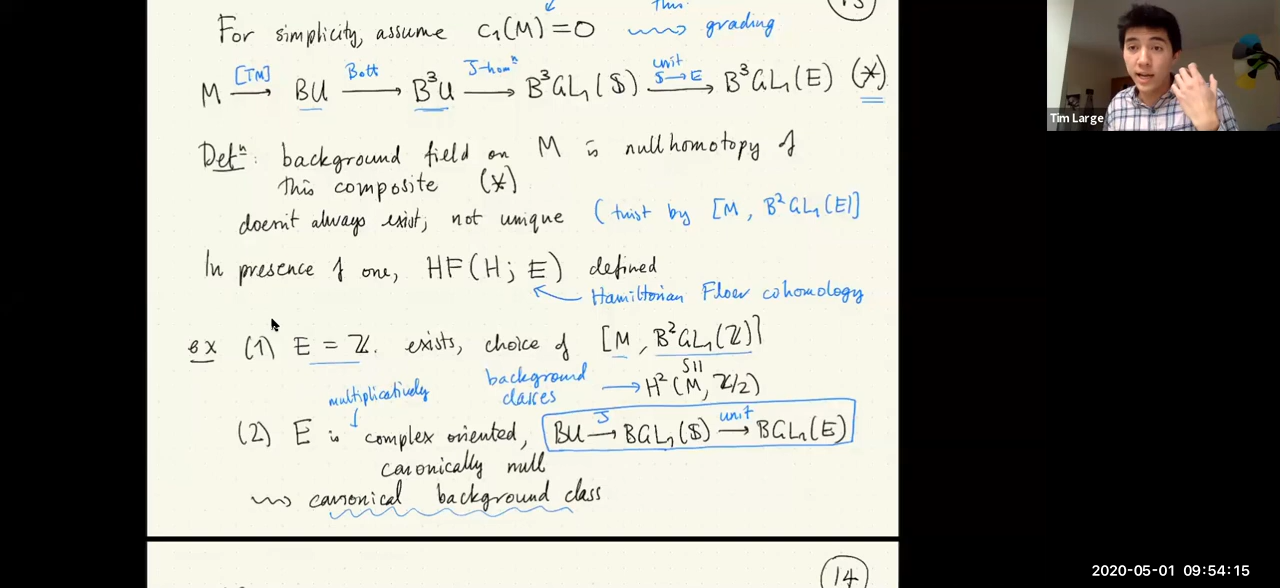 13
this
For simplicity, assume c₁(M) = 0 ⇝ grading
M —[TM]→ BU —Bott→ B³U —J-homⁿ→ B³GL₁($) —unit $→E→ B³GL₁(E) (*)
Defⁿ: background field on M is nullhomotopy of
this composite (*)
doesn't always exist, not unique (twist by [M, B²GL₁(E)]
In presence of one, HF(H; E) defined
Hamiltonian Floer cohomology
ex (1) E = ℤ. exists, choice of [M, B²GL₁(ℤ)]
background classes → H²(M, ℤ/2)
multiplicatively
(2) E is complex oriented, BU —J→ BGL₁($) —unit→ BGL₁(E)
canonically null
⇝ canonical background class
14
Tim Large
2020-05-01 09:54:15